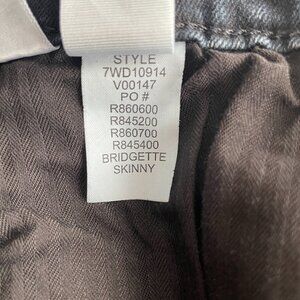 STYLE
7WD10914
V00147
PO #
R860600
R845200
R860700
R845400
BRIDGETTE
SKINNY